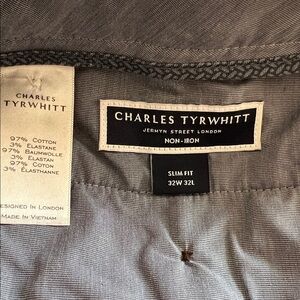 CHARLES
TYRWHITT
97% COTTON
3% ELASTANE
97% BAUMWOLLE
3% ELASTAN
97% COTON
3% ÉLASTHANNE
DESIGNED IN LONDON
MADE IN VIETNAM
CHARLES TYRWHITT
JERMYN STREET LONDON
NON-IRON
SLIM FIT
32W 32L